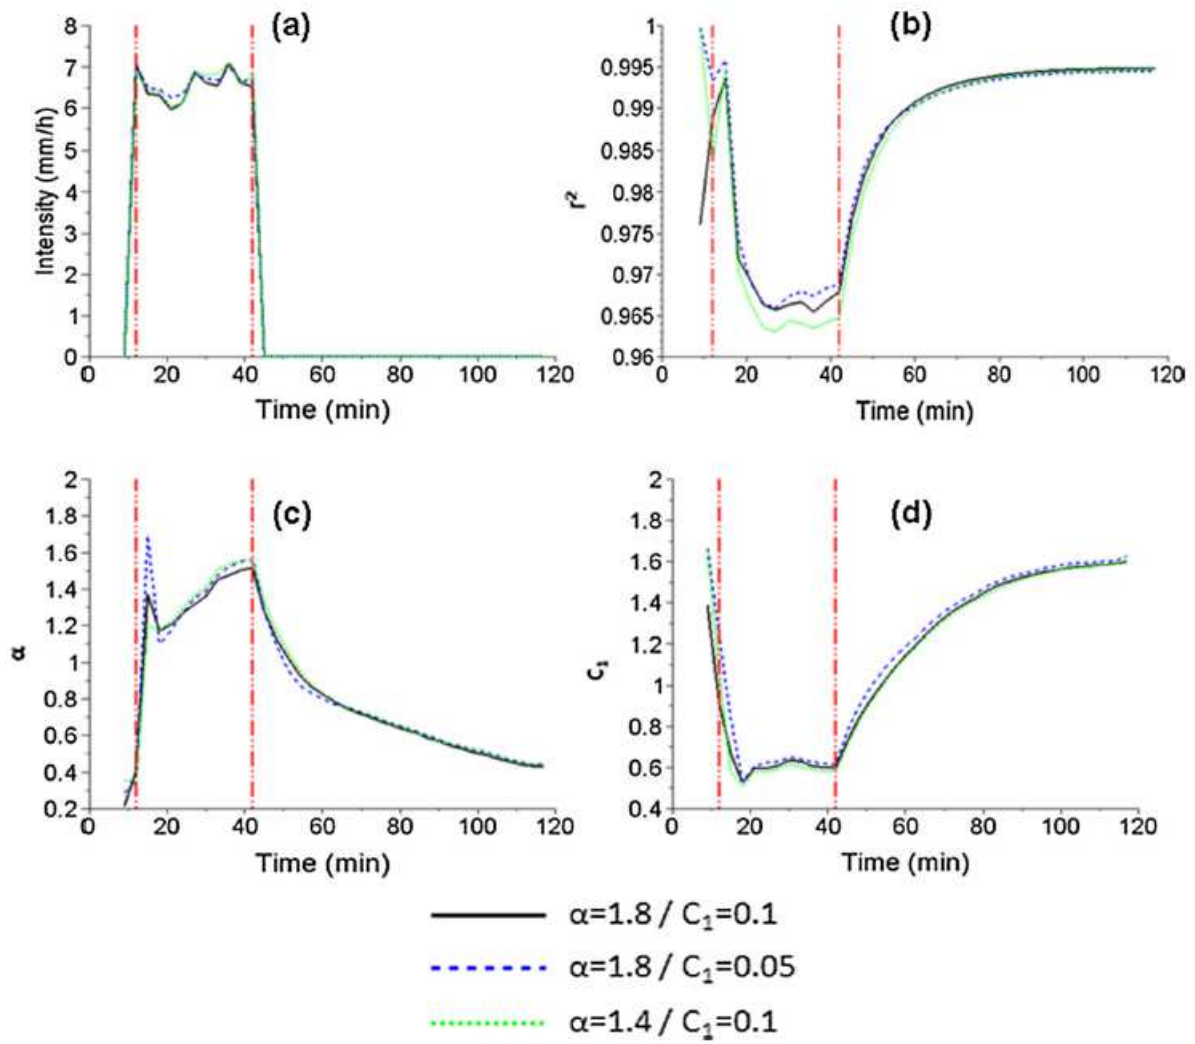 (a)
Intensity (mm/h)
8
7
6
5
4
3
2
1
0
0 20 40 60 80 100 120
Time (min)
(b)
r²
1
0.995
0.99
0.985
0.98
0.975
0.97
0.965
0.96
0 20 40 60 80 100 120
Time (min)
(c)
α
2
1.8
1.6
1.4
1.2
1
0.8
0.6
0.4
0.2
0 20 40 60 80 100 120
Time (min)
(d)
C₁
2
1.8
1.6
1.4
1.2
1
0.8
0.6
0.4
0 20 40 60 80 100 120
Time (min)
α=1.8 / C₁=0.1
α=1.8 / C₁=0.05
α=1.4 / C₁=0.1